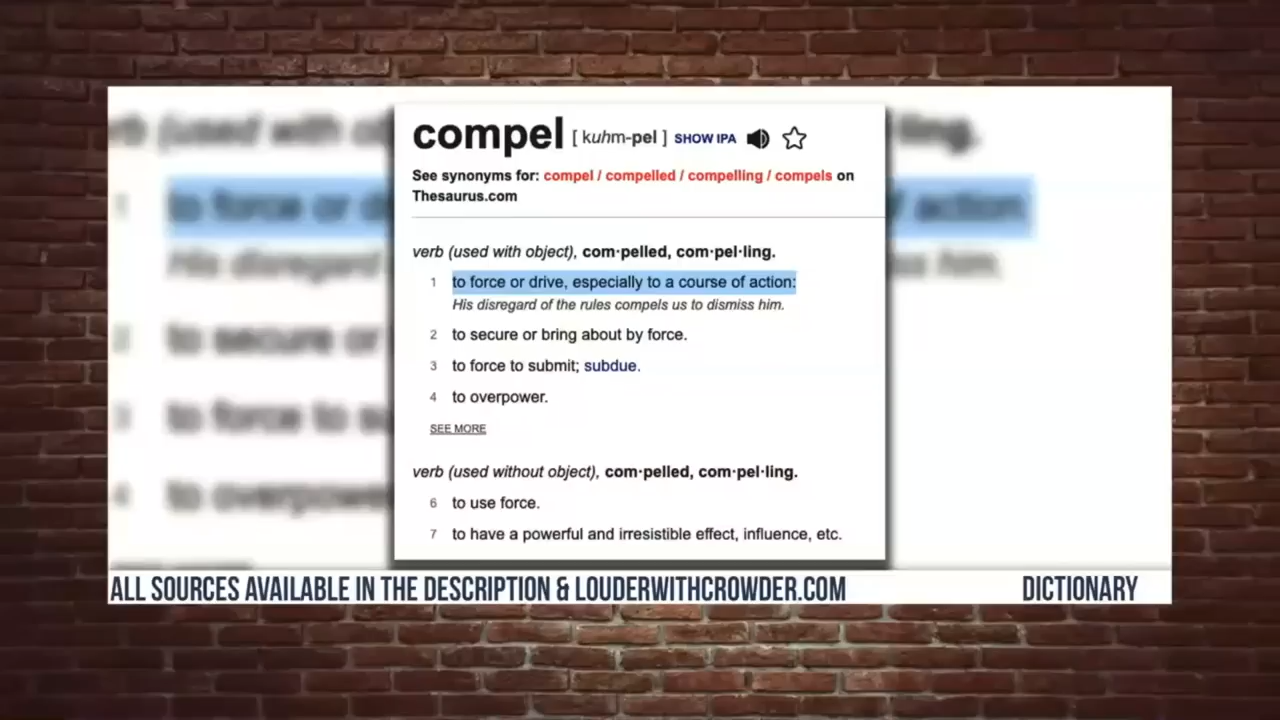 compel [ kuhm-pel ] SHOW IPA
See synonyms for: compel / compelled / compelling / compels on
Thesaurus.com
verb (used with object), com·pelled, com·pel·ling.
1 to force or drive, especially to a course of action:
His disregard of the rules compels us to dismiss him.
2 to secure or bring about by force.
3 to force to submit; subdue.
4 to overpower.
SEE MORE
verb (used without object), com·pelled, com·pel·ling.
6 to use force.
7 to have a powerful and irresistible effect, influence, etc.
ALL SOURCES AVAILABLE IN THE DESCRIPTION & LOUDERWITHCROWDER.COM DICTIONARY